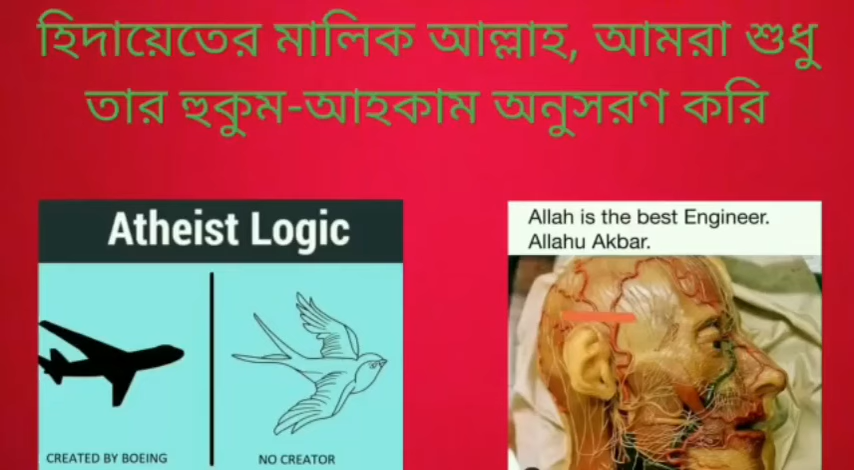 হিদায়েতের মালিক আল্লাহ, আমরা শুধু
তার হুকুম-আহকাম অনুসরণ করি
Atheist Logic
CREATED BY BOEING
NO CREATOR
Allah is the best Engineer.
Allahu Akbar.